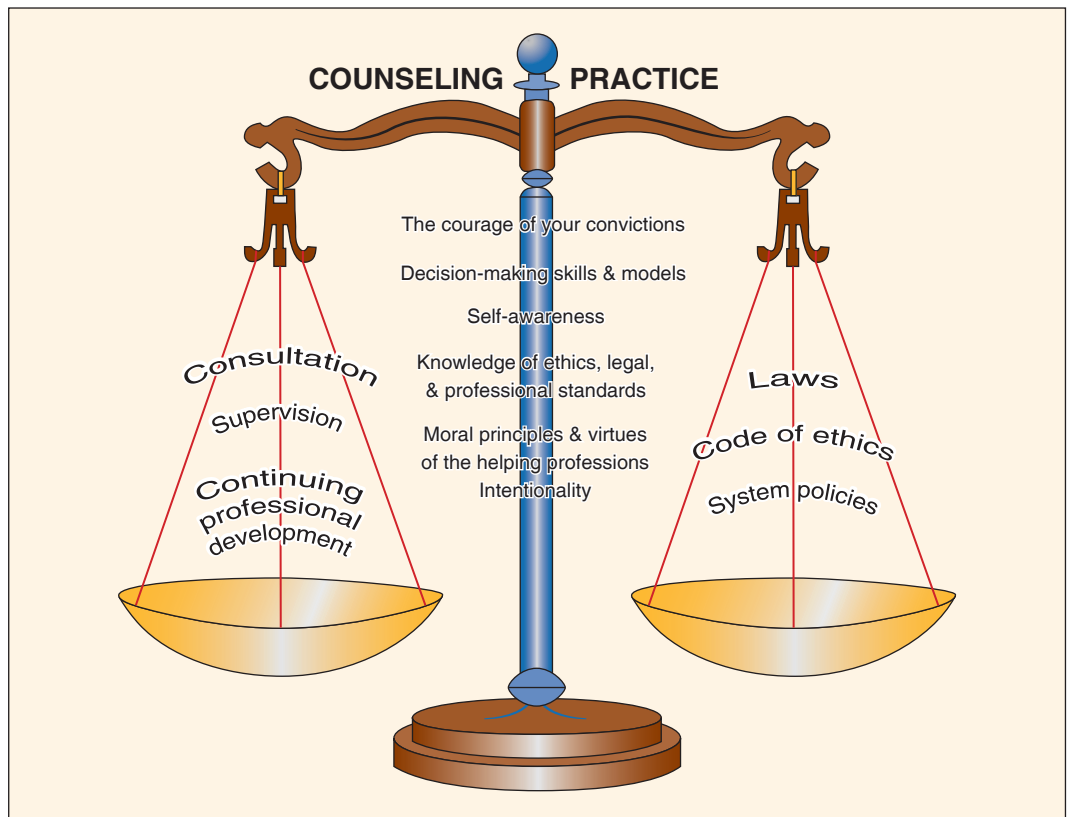 COUNSELING PRACTICE
The courage of your convictions
Decision-making skills & models
Self-awareness
Knowledge of ethics, legal,
& professional standards
Moral principles & virtues
of the helping professions
Intentionality
Consultation
Supervision
Continuing
professional
development
Laws
Code of ethics
System policies